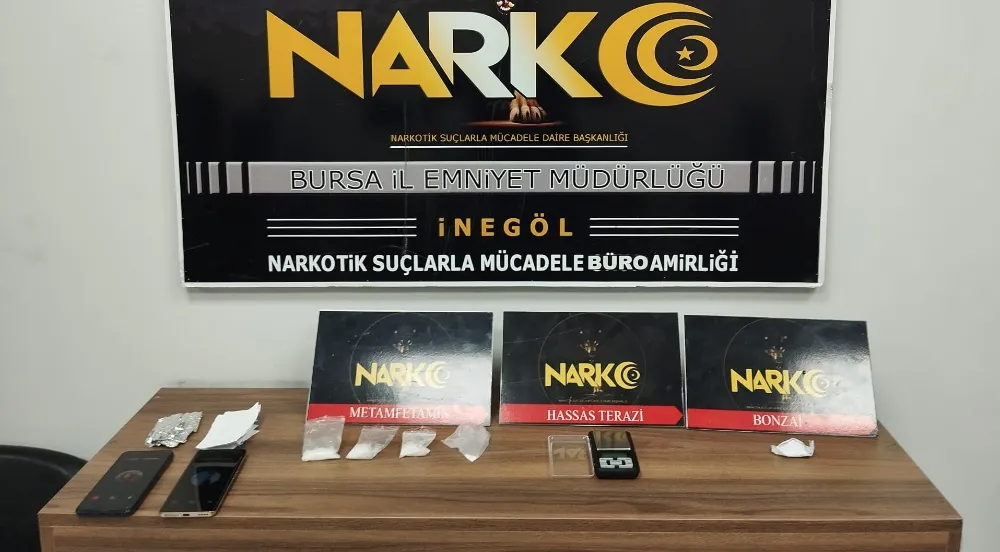 NARKO
NARKOTİK SUÇLARLA MÜCADELE DAİRE BAŞKANLIĞI
BURSA İL EMNİYET MÜDÜRLÜĞÜ
İNEGÖL
NARKOTİK SUÇLARLA MÜCADELE BÜRO AMİRLİĞİ
NARKO
METAMFETAMİN
NARKO
HASSAS TERAZİ
NARKO
BONZAİ